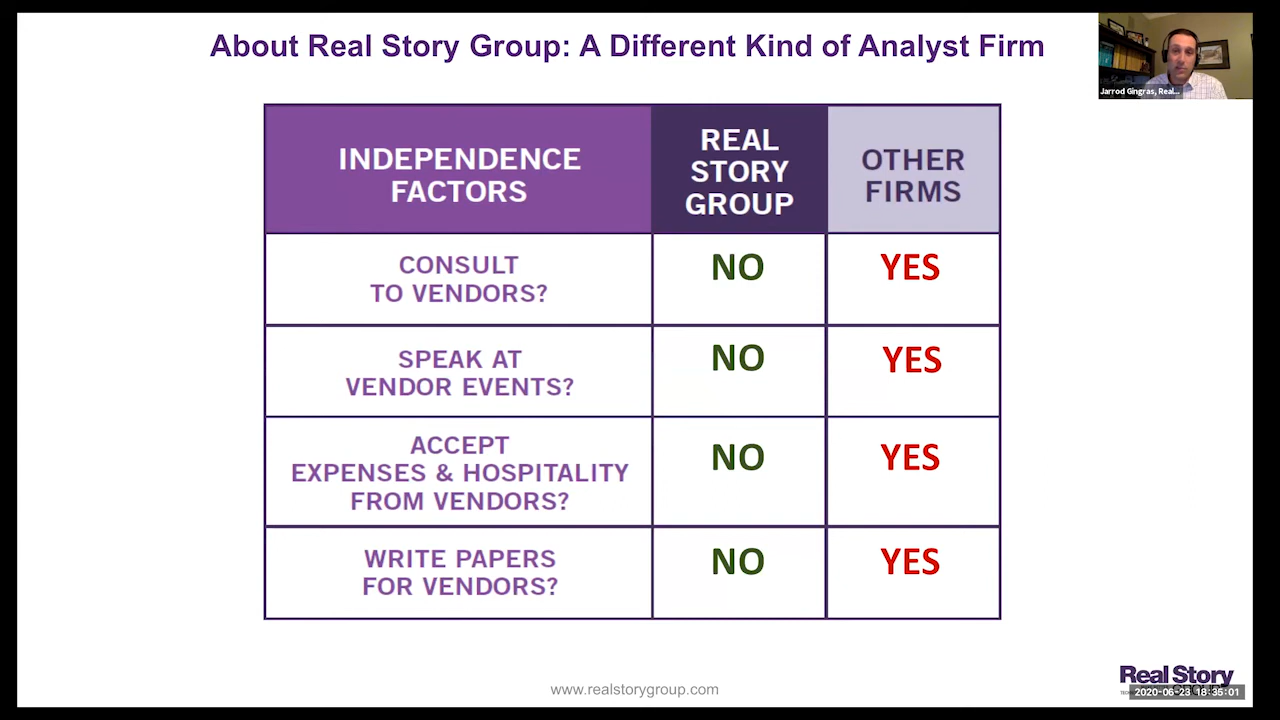 About Real Story Group: A Different Kind of Analyst Firm
Jarrod Gingras, Real...
INDEPENDENCE
FACTORS
REAL
STORY
GROUP
OTHER
FIRMS
CONSULT
TO VENDORS?
NO
YES
SPEAK AT
VENDOR EVENTS?
NO
YES
ACCEPT
EXPENSES & HOSPITALITY
FROM VENDORS?
NO
YES
WRITE PAPERS
FOR VENDORS?
NO
YES
www.realstorygroup.com
Real Story
2020-06-23 18:35:01